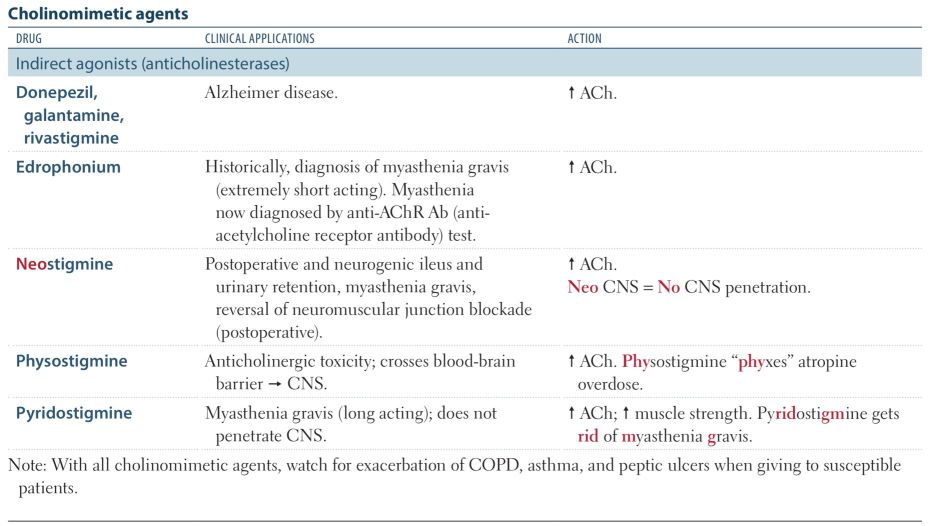 Cholinomimetic agents
DRUG CLINICAL APPLICATIONS ACTION
Indirect agonists (anticholinesterases)
Donepezil, galantamine, rivastigmine
Alzheimer disease.
↑ ACh.
Edrophonium
Historically, diagnosis of myasthenia gravis
(extremely short acting). Myasthenia
now diagnosed by anti-AChR Ab (anti-
acetylcholine receptor antibody) test.
↑ ACh.
Neostigmine
Postoperative and neurogenic ileus and
urinary retention, myasthenia gravis,
reversal of neuromuscular junction blockade
(postoperative).
↑ ACh.
Neo CNS = No CNS penetration.
Physostigmine
Anticholinergic toxicity; crosses blood-brain
barrier → CNS.
↑ ACh. Physostigmine “phyxes” atropine
overdose.
Pyridostigmine
Myasthenia gravis (long acting); does not
penetrate CNS.
↑ ACh; ↑ muscle strength. Pyridostigmine gets
rid of myasthenia gravis.
Note: With all cholinomimetic agents, watch for exacerbation of COPD, asthma, and peptic ulcers when giving to susceptible
patients.